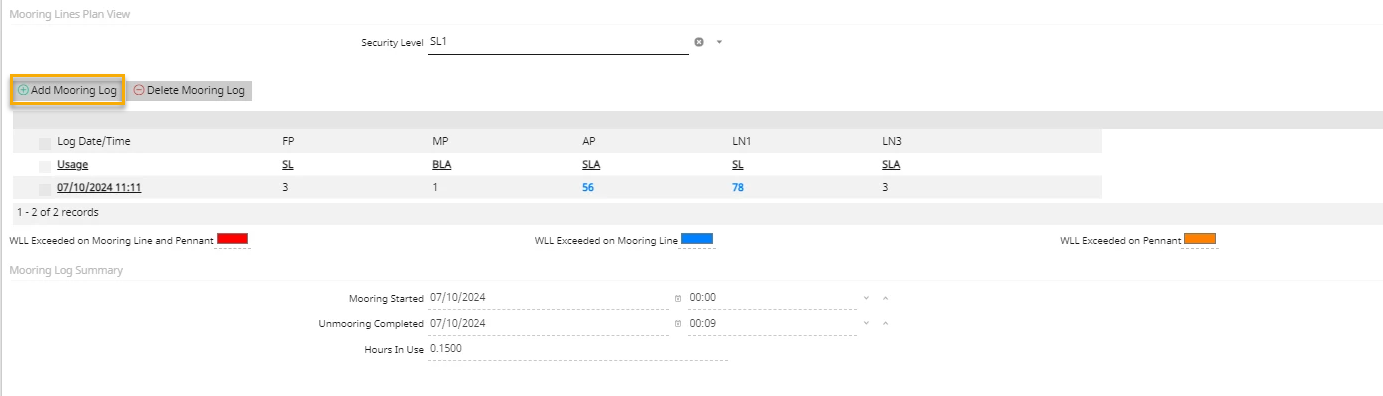 Mooring Lines Plan View
Security Level SL1
Add Mooring Log Delete Mooring Log
Log Date/Time FP MP AP LN1 LN3
Usage SL BLA SLA SL SLA
07/10/2024 11:11 3 1 56 78 3
1 - 2 of 2 records
WLL Exceeded on Mooring Line and Pennant WLL Exceeded on Mooring Line WLL Exceeded on Pennant
Mooring Log Summary
Mooring Started 07/10/2024 00:00
Unmooring Completed 07/10/2024 00:09
Hours In Use 0.1500